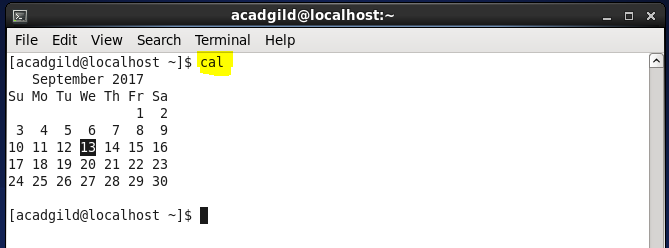 acadgild@localhost:~
File Edit View Search Terminal Help
[acadgild@localhost ~]$ cal
   September 2017
Su Mo Tu We Th Fr Sa
                1  2
 3  4  5  6  7  8  9
10 11 12 13 14 15 16
17 18 19 20 21 22 23
24 25 26 27 28 29 30
[acadgild@localhost ~]$